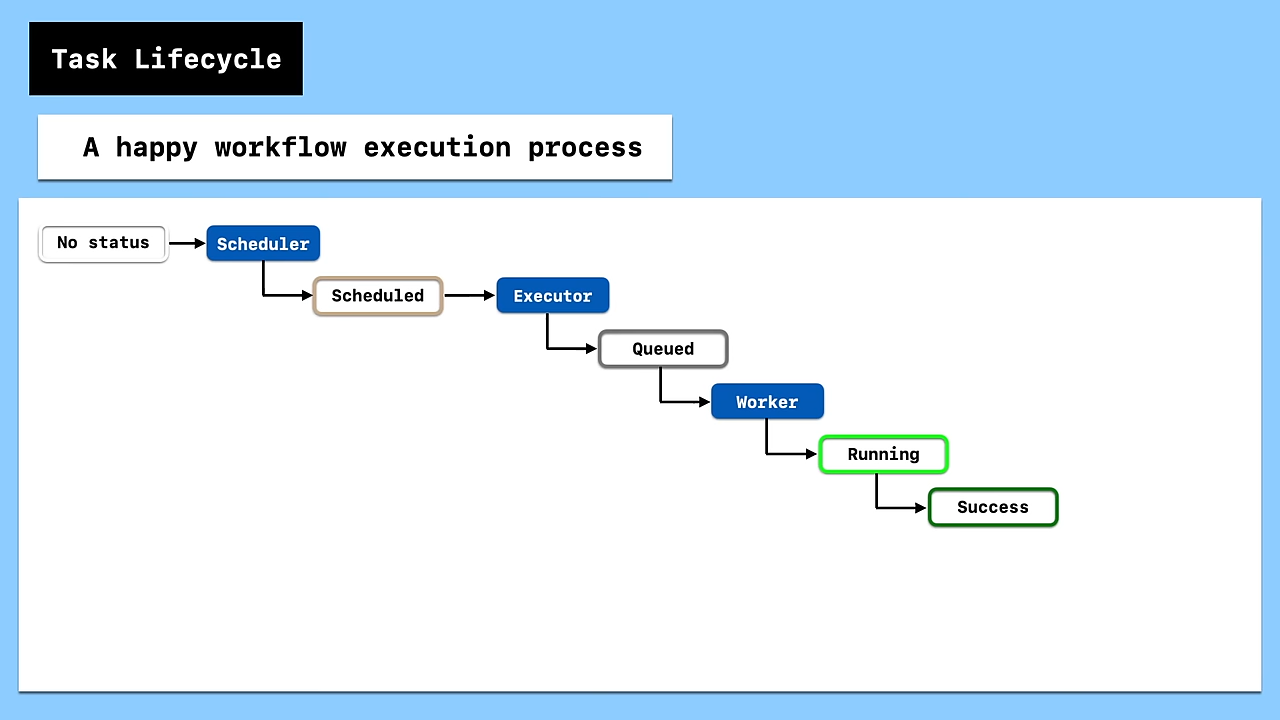 Task Lifecycle
A happy workflow execution process
No status
Scheduler
Scheduled
Executor
Queued
Worker
Running
Success